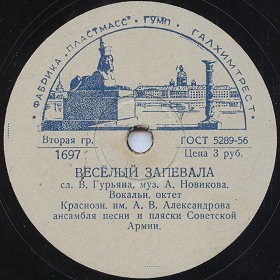 ФАБРИКА „ПЛАСТМАСС" • ГУМП • ГАЛХИМТРЕСТ •
Вторая гр.
1697
ГОСТ 5289-56
Цена 3 руб.
ВЕСЁЛЫЙ ЗАПЕВАЛА
сл. В. Гурьяна, муз. А. Новикова.
Вокальн. октет
Краснозн. им. А. В. Александрова
ансамбля песни и пляски Советской
Армии.